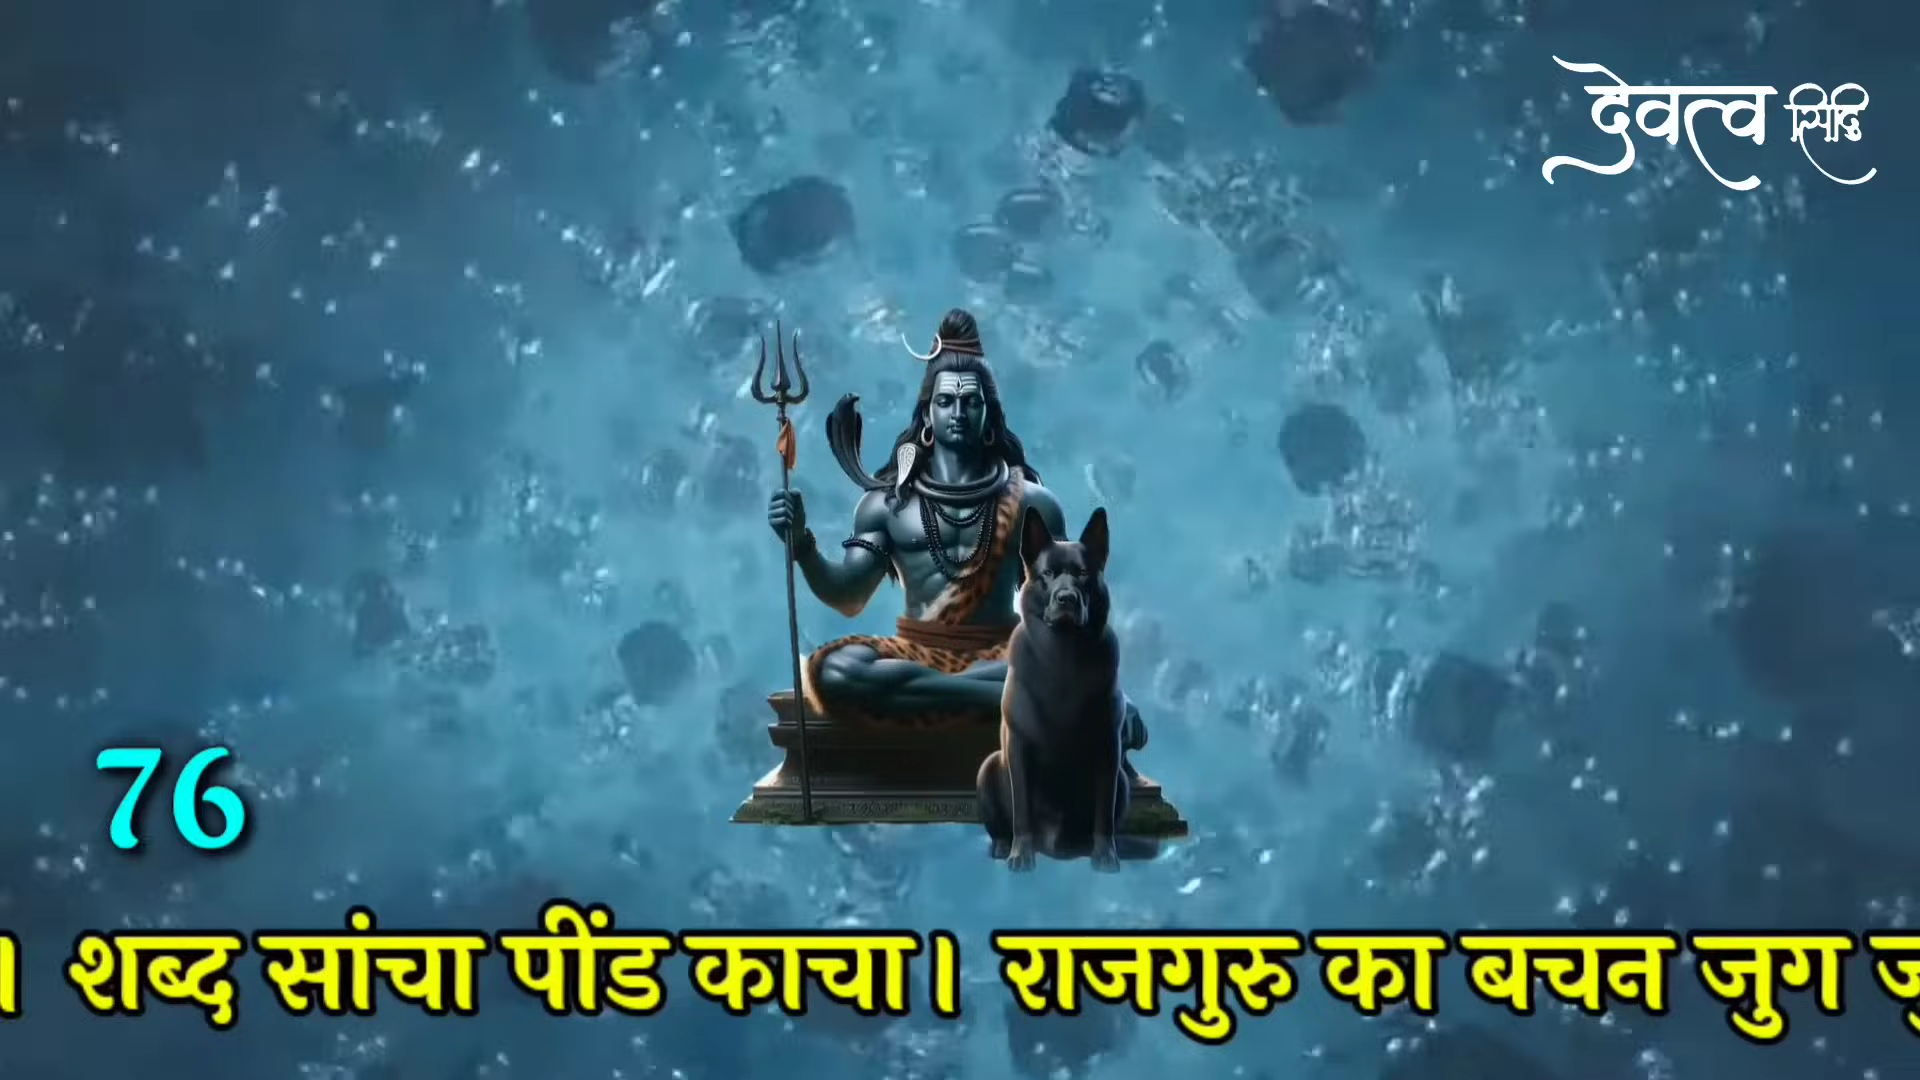 देवत्व सिद्धि
76
। शब्द सांचा पींड काचा। राजगुरु का बचन जुग जु